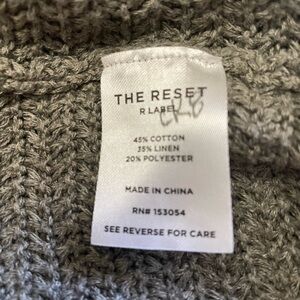 THE RESET
R LABEL
45% COTTON
35% LINEN
20% POLYESTER
MADE IN CHINA
RN# 153054
SEE REVERSE FOR CARE